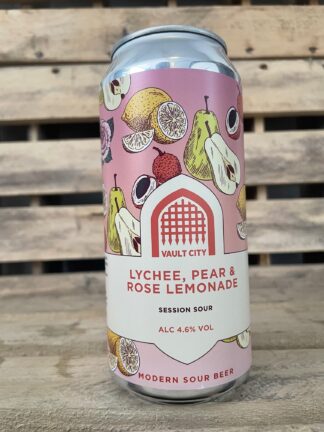 VAULT CITY
LYCHEE, PEAR &
ROSE LEMONADE
SESSION SOUR
ALC 4.6% VOL
MODERN SOUR BEER